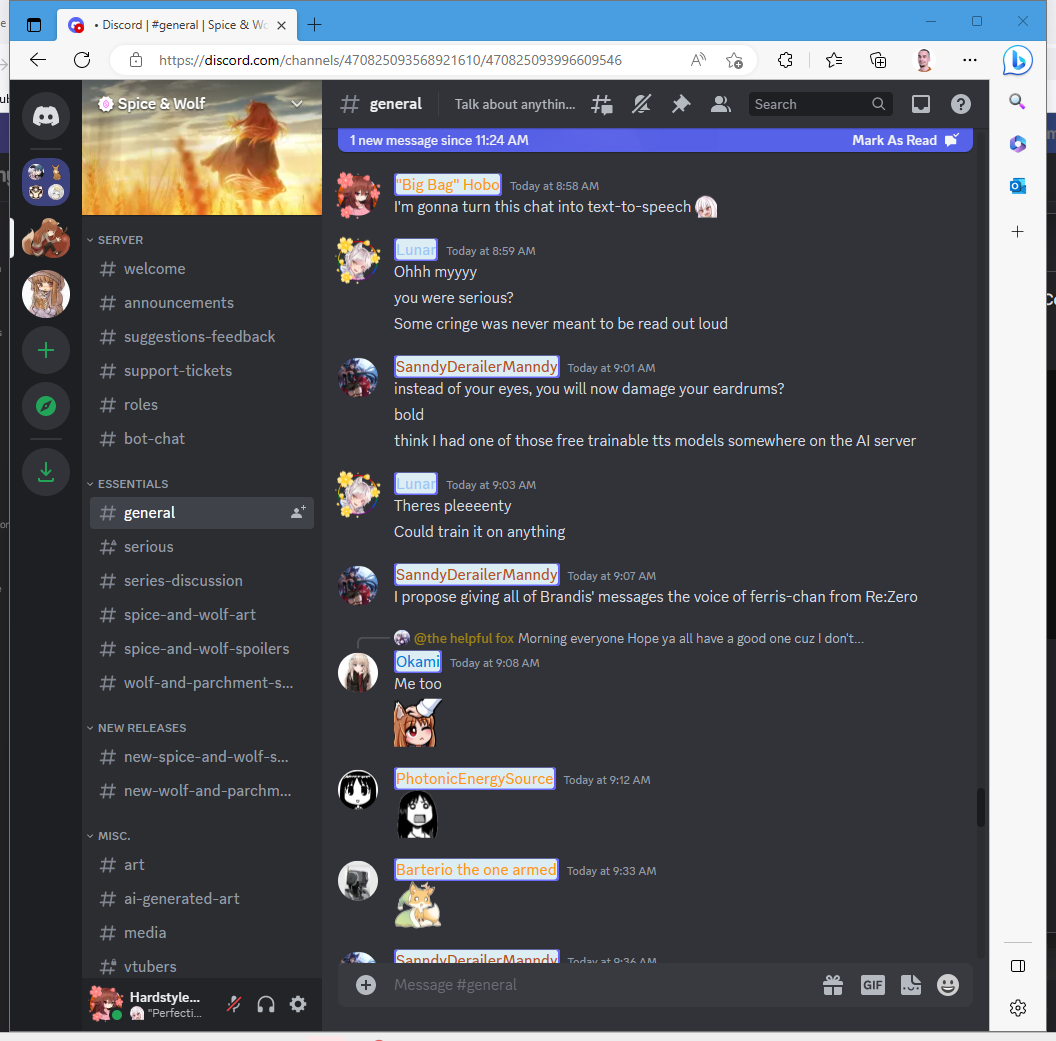 • Discord | #general | Spice & Wo
https://discord.com/channels/470825093568921610/470825093996609546
Spice & Wolf
SERVER
welcome
announcements
suggestions-feedback
support-tickets
roles
bot-chat
ESSENTIALS
general
serious
series-discussion
spice-and-wolf-art
spice-and-wolf-spoilers
wolf-and-parchment-s...
NEW RELEASES
new-spice-and-wolf-s...
new-wolf-and-parchm...
MISC.
art
ai-generated-art
media
vtubers
Hardstyle...
"Perfecti...
general
Talk about anythin...
Search
1 new message since 11:24 AM
Mark As Read
"Big Bag" Hobo Today at 8:58 AM
I'm gonna turn this chat into text-to-speech
Lunar Today at 8:59 AM
Ohhh myyyy
you were serious?
Some cringe was never meant to be read out loud
SanndyDerailerManndy Today at 9:01 AM
instead of your eyes, you will now damage your eardrums?
bold
think I had one of those free trainable tts models somewhere on the AI server
Lunar Today at 9:03 AM
Theres pleeeenty
Could train it on anything
SanndyDerailerManndy Today at 9:07 AM
I propose giving all of Brandis' messages the voice of ferris-chan from Re:Zero
@the helpful fox Morning everyone Hope ya all have a good one cuz I don't...
Okami Today at 9:08 AM
Me too
PhotonicEnergySource Today at 9:12 AM
Barterio the one armed Today at 9:33 AM
SanndyDerailerManndy Today at 9:36 AM
Message #general
GIF